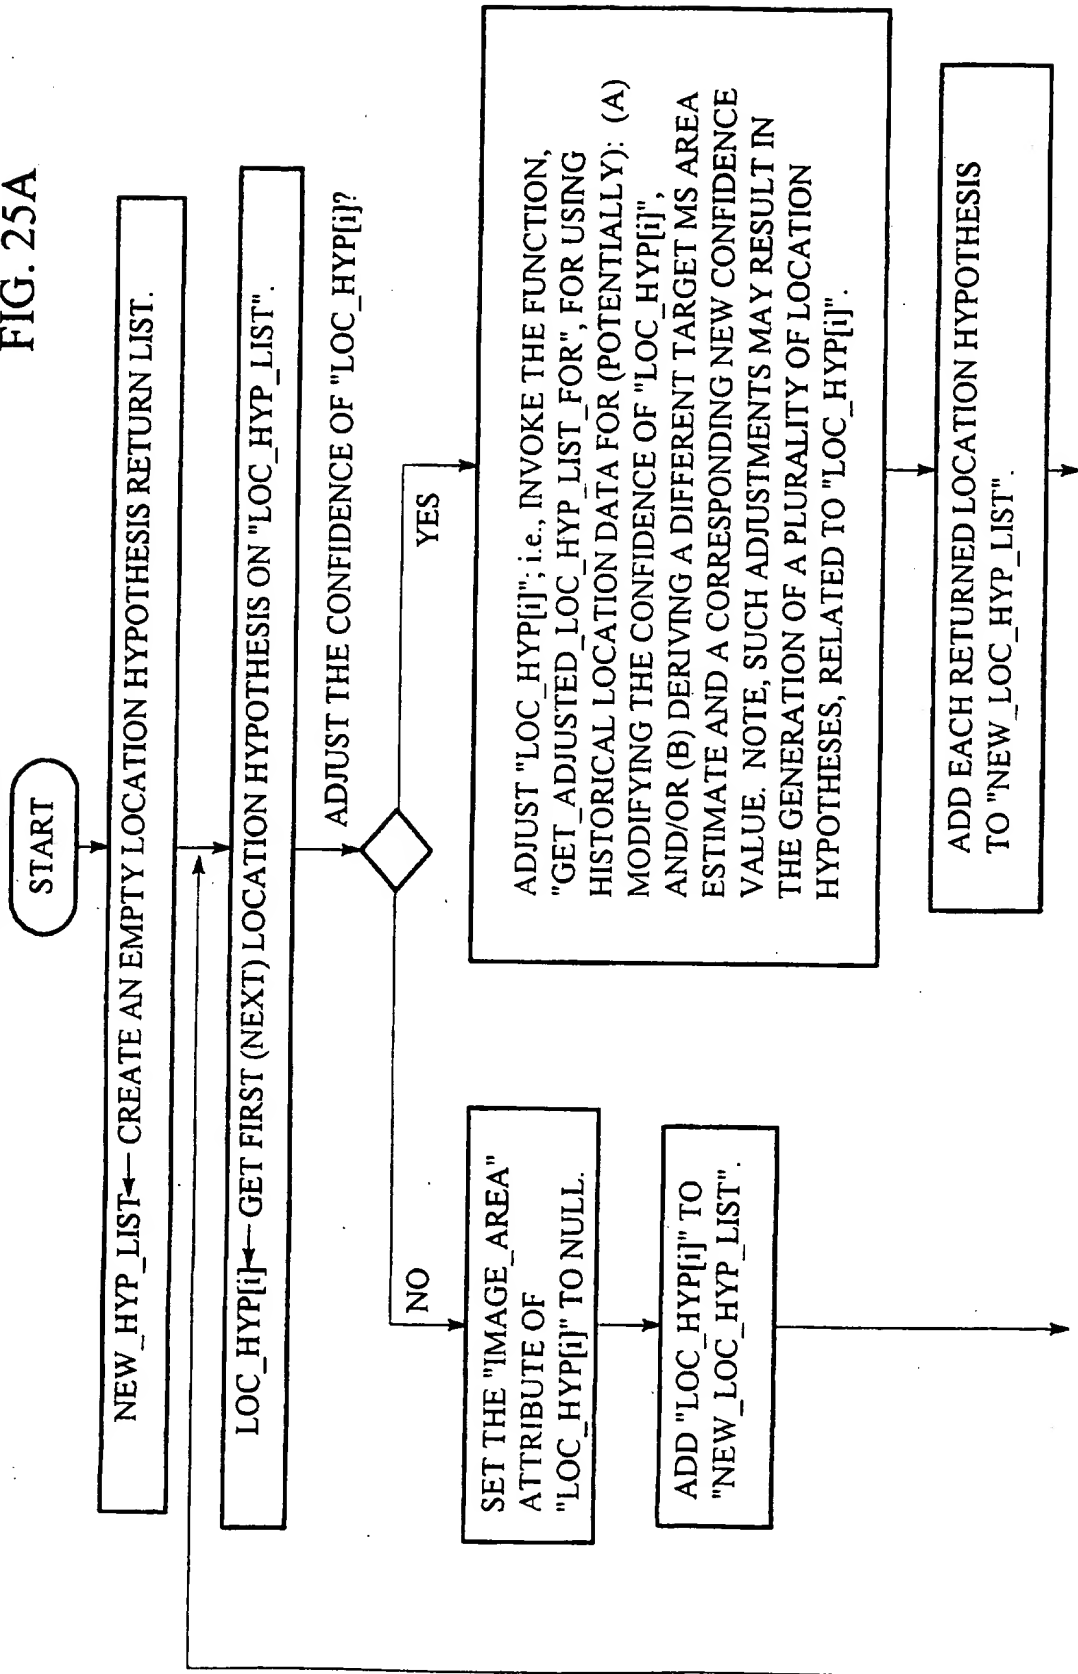 FIG. 25A
START
NEW_HYP_LIST← CREATE AN EMPTY LOCATION HYPOTHESIS RETURN LIST.
LOC_HYP[i]← GET FIRST (NEXT) LOCATION HYPOTHESIS ON "LOC_HYP_LIST".
ADJUST THE CONFIDENCE OF "LOC_HYP[i]?
NO
YES
SET THE "IMAGE_AREA"
ATTRIBUTE OF
"LOC_HYP[i]" TO NULL.
ADD "LOC_HYP[i]" TO
"NEW_LOC_HYP_LIST".
ADJUST "LOC_HYP[i]"; i.e., INVOKE THE FUNCTION,
"GET_ADJUSTED_LOC_HYP_LIST_FOR", FOR USING
HISTORICAL LOCATION DATA FOR (POTENTIALLY): (A)
MODIFYING THE CONFIDENCE OF "LOC_HYP[i]",
AND/OR (B) DERIVING A DIFFERENT TARGET MS AREA
ESTIMATE AND A CORRESPONDING NEW CONFIDENCE
VALUE. NOTE, SUCH ADJUSTMENTS MAY RESULT IN
THE GENERATION OF A PLURALITY OF LOCATION
HYPOTHESES, RELATED TO "LOC_HYP[i]".
ADD EACH RETURNED LOCATION HYPOTHESIS
TO "NEW_LOC_HYP_LIST".